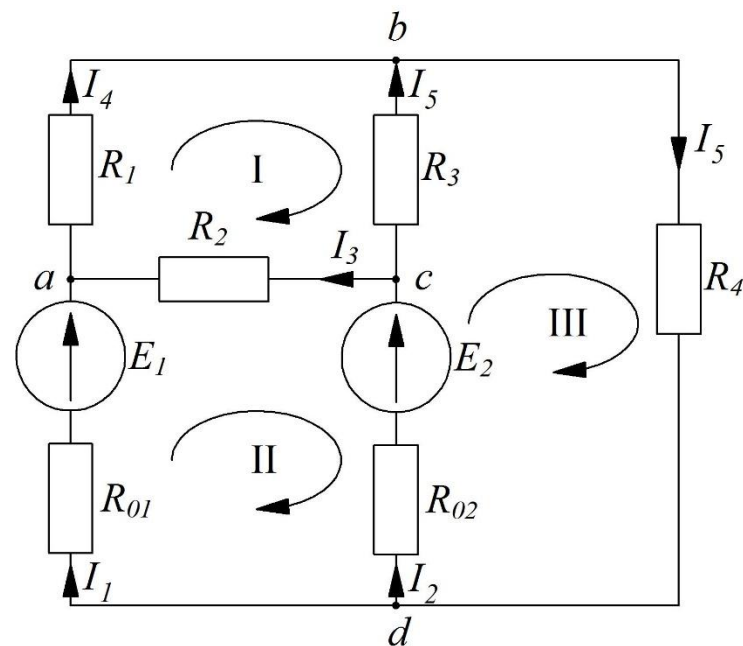 b
I₄
I₅
R₁
I
R₃
I₅
R₂
a
I₃
c
R₄
E₁
E₂
III
R₀₁
II
R₀₂
I₁
I₂
d